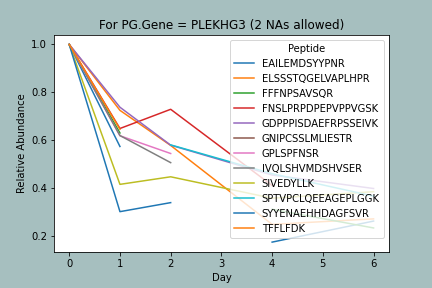 For PG.Gene = PLEKHG3 (2 NAs allowed)
Relative Abundance
1.0
0.8
0.6
0.4
0.2
Peptide
EAILEMDSYYPNR
ELSSSTQGELVAPLHPR
FFFNPSAVSQR
FNSLPRPDPEPVPPVGSK
GDPPPISDAEFRPSSEIVK
GNIPCSSLMLIESTR
GPLSPFNSR
IVQLSHVMDSHVSER
SIVEDYLLK
SPTVPCLQEEAGEPLGGK
SYYENAEHHDAGFSVR
TFFLFDK
0 1 2 3 4 5 6
Day